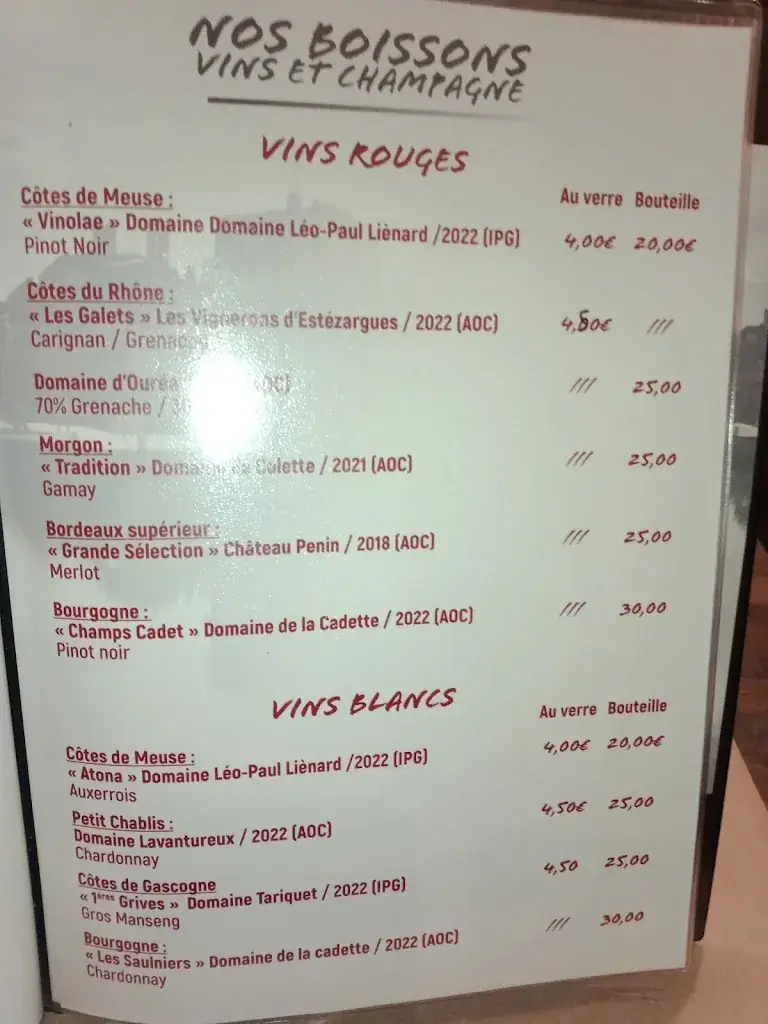 NOS BOISSONS
VINS ET CHAMPAGNE
VINS ROUGES
Au verre Bouteille
Côtes de Meuse :
« Vinolae » Domaine Domaine Léo-Paul Liènard /2022 (IPG) 4,00€ 20,00€
Pinot Noir
Côtes du Rhône :
« Les Galets » Les Vignerons d'Estézargues / 2022 (AOC) 4,50€ ///
Carignan / Grenache
Domaine d'Ouréa /// 25,00
70% Grenache /
Morgon :
« Tradition » Domaine de Colette / 2021 (AOC) /// 25,00
Gamay
Bordeaux supérieur :
« Grande Sélection » Château Penin / 2018 (AOC) /// 25,00
Merlot
Bourgogne :
« Champs Cadet » Domaine de la Cadette / 2022 (AOC) /// 30,00
Pinot noir
VINS BLANCS
Au verre Bouteille
Côtes de Meuse :
« Atona » Domaine Léo-Paul Liènard /2022 (IPG) 4,00€ 20,00€
Auxerrois
Petit Chablis :
Domaine Lavantureux / 2022 (AOC) 4,50€ 25,00
Chardonnay
Côtes de Gascogne
« 1ères Grives » Domaine Tariquet / 2022 (IPG) 4,50 25,00
Gros Manseng
Bourgogne :
« Les Saulniers » Domaine de la cadette / 2022 (AOC) /// 30,00
Chardonnay